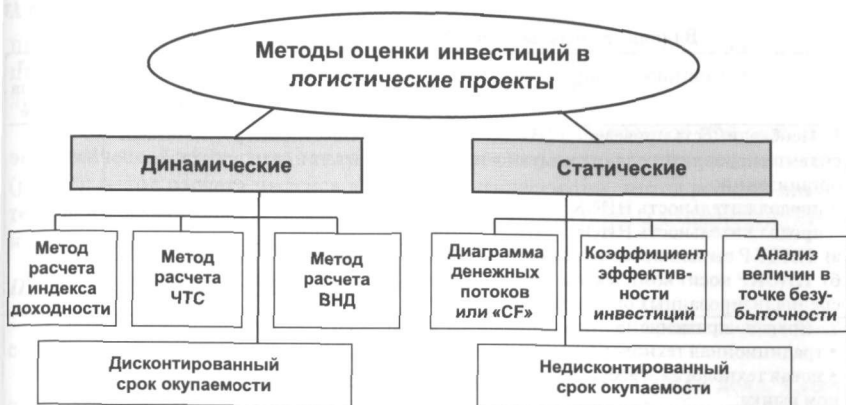 Методы оценки инвестиций в
логистические проекты
Динамические
Статические
Метод
расчета
индекса
доходности
Метод
расчета
ЧТС
Метод
расчета
ВНД
Диаграмма
денежных
потоков
или «CF»
Коэффициент
эффектив-
ности
инвестиций
Анализ
величин в
точке безу-
быточности
Дисконтированный
срок окупаемости
Недисконтированный
срок окупаемости